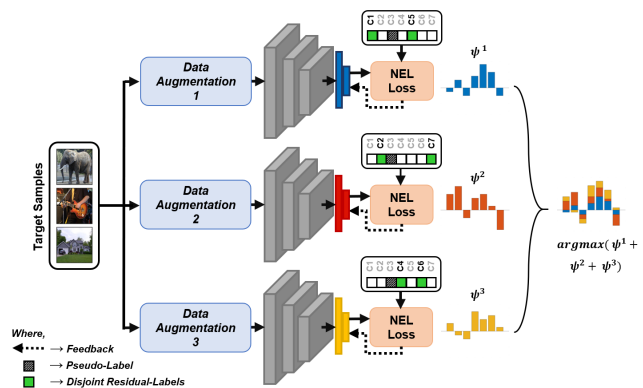 C1 C2 C3 C4 C5 C6 C7
Data
Augmentation
1
NEL
Loss
ψ¹
Target Samples
C1 C2 C3 C4 C5 C6 C7
Data
Augmentation
2
NEL
Loss
ψ²
argmax( ψ¹+
ψ² + ψ³)
C1 C2 C3 C4 C5 C6 C7
Data
Augmentation
3
NEL
Loss
ψ³
Where,
→ Feedback
→ Pseudo-Label
→ Disjoint Residual-Labels